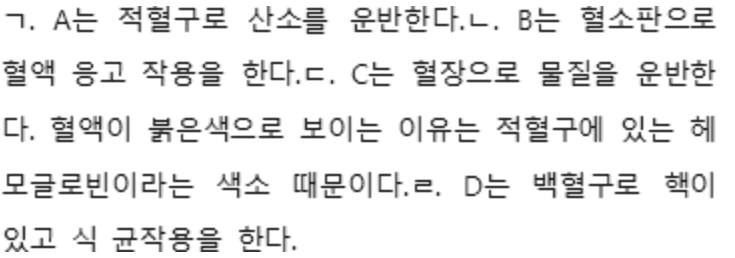 ㄱ. A는 적혈구로 산소를 운반한다.ㄴ. B는 혈소판으로
혈액 응고 작용을 한다.ㄷ. C는 혈장으로 물질을 운반한
다. 혈액이 붉은색으로 보이는 이유는 적혈구에 있는 헤
모글로빈이라는 색소 때문이다.ㄹ. D는 백혈구로 핵이
있고 식 균작용을 한다.